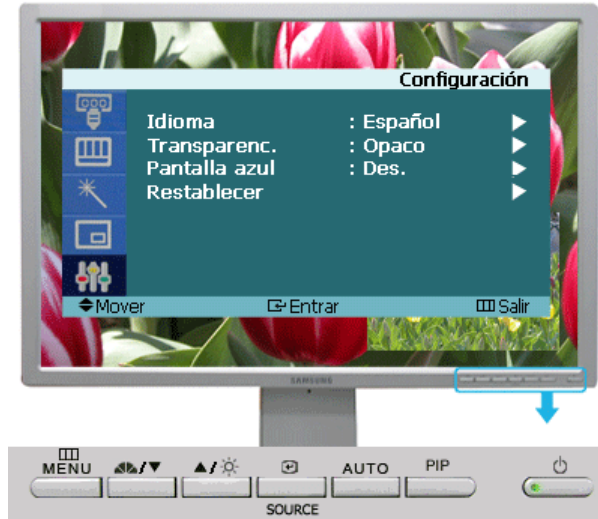 Configuración
Idioma : Español
Transparenc. : Opaco
Pantalla azul : Des.
Restablecer
Mover Entrar Salir
SAMSUNG
MENU AUTO PIP
SOURCE